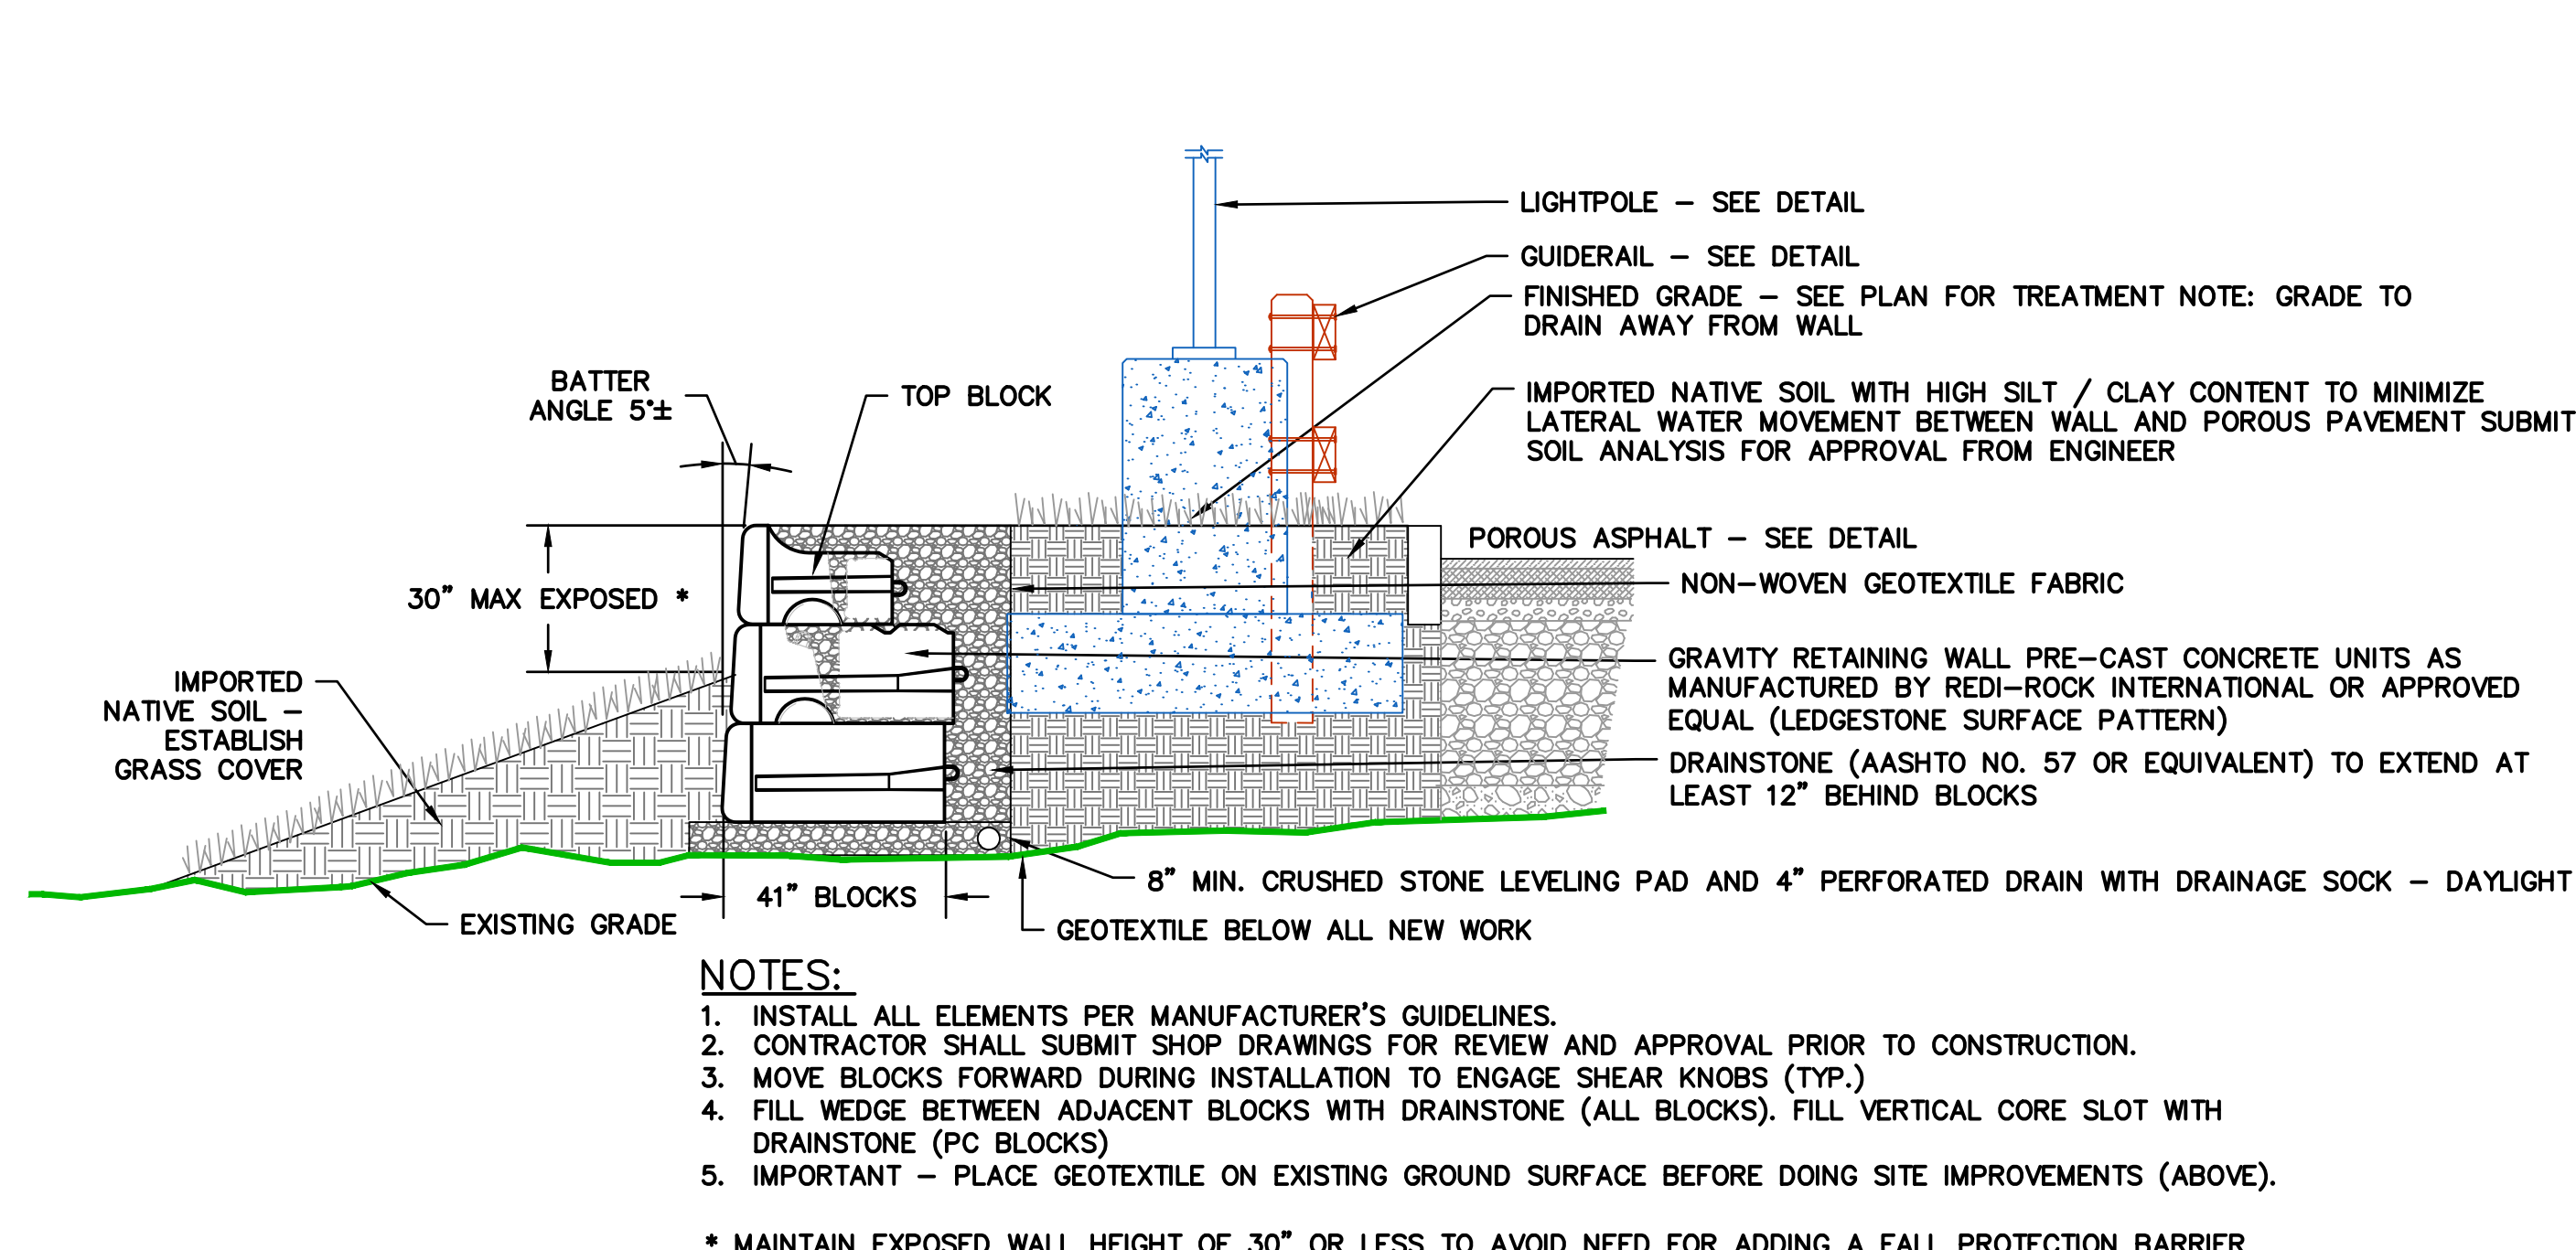 LIGHTPOLE – SEE DETAIL
GUIDERAIL – SEE DETAIL
FINISHED GRADE – SEE PLAN FOR TREATMENT NOTE: GRADE TO
DRAIN AWAY FROM WALL
BATTER
ANGLE 5°±
TOP BLOCK
IMPORTED NATIVE SOIL WITH HIGH SILT / CLAY CONTENT TO MINIMIZE
LATERAL WATER MOVEMENT BETWEEN WALL AND POROUS PAVEMENT SUBMIT
SOIL ANALYSIS FOR APPROVAL FROM ENGINEER
POROUS ASPHALT – SEE DETAIL
NON–WOVEN GEOTEXTILE FABRIC
30" MAX EXPOSED *
GRAVITY RETAINING WALL PRE–CAST CONCRETE UNITS AS
MANUFACTURED BY REDI–ROCK INTERNATIONAL OR APPROVED
EQUAL (LEDGESTONE SURFACE PATTERN)
IMPORTED
NATIVE SOIL –
ESTABLISH
GRASS COVER
DRAINSTONE (AASHTO NO. 57 OR EQUIVALENT) TO EXTEND AT
LEAST 12" BEHIND BLOCKS
8" MIN. CRUSHED STONE LEVELING PAD AND 4" PERFORATED DRAIN WITH DRAINAGE SOCK – DAYLIGHT
41" BLOCKS
EXISTING GRADE
GEOTEXTILE BELOW ALL NEW WORK
NOTES:
1. INSTALL ALL ELEMENTS PER MANUFACTURER'S GUIDELINES.
2. CONTRACTOR SHALL SUBMIT SHOP DRAWINGS FOR REVIEW AND APPROVAL PRIOR TO CONSTRUCTION.
3. MOVE BLOCKS FORWARD DURING INSTALLATION TO ENGAGE SHEAR KNOBS (TYP.)
4. FILL WEDGE BETWEEN ADJACENT BLOCKS WITH DRAINSTONE (ALL BLOCKS). FILL VERTICAL CORE SLOT WITH
DRAINSTONE (PC BLOCKS)
5. IMPORTANT – PLACE GEOTEXTILE ON EXISTING GROUND SURFACE BEFORE DOING SITE IMPROVEMENTS (ABOVE).
* MAINTAIN EXPOSED WALL HEIGHT OF 30" OR LESS TO AVOID NEED FOR ADDING A FALL PROTECTION BARRIER